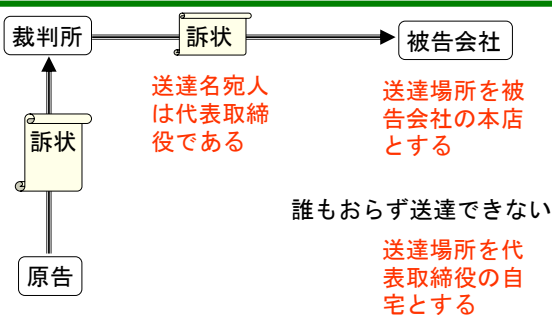 裁判所
訴状
被告会社
送達名宛人
は代表取締
役である
送達場所を被
告会社の本店
とする
訴状
誰もおらず送達できない
送達場所を代
表取締役の自
宅とする
原告